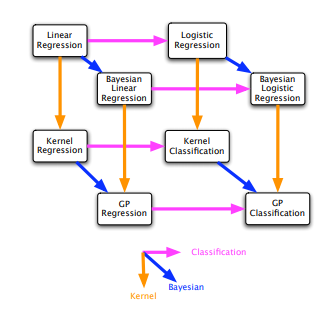 Linear
Regression
Logistic
Regression
Bayesian
Linear
Regression
Bayesian
Logistic
Regression
Kernel
Regression
Kernel
Classification
GP
Regression
GP
Classification
Classification
Bayesian
Kernel